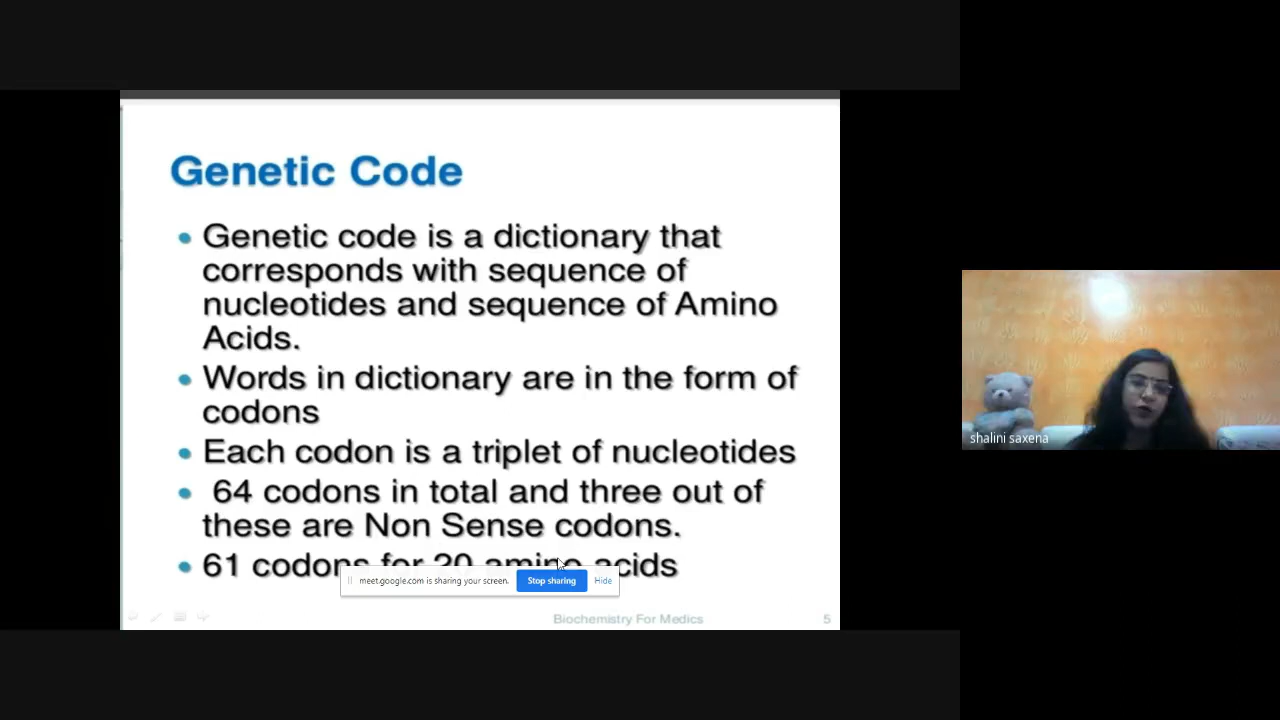 Genetic Code
• Genetic code is a dictionary that
corresponds with sequence of
nucleotides and sequence of Amino
Acids.
• Words in dictionary are in the form of
codons
• Each codon is a triplet of nucleotides
• 64 codons in total and three out of
these are Non Sense codons.
• 61 codons for 20 amino acids
meet.google.com is sharing your screen. Stop sharing Hide
Biochemistry For Medics 5
shalini saxena